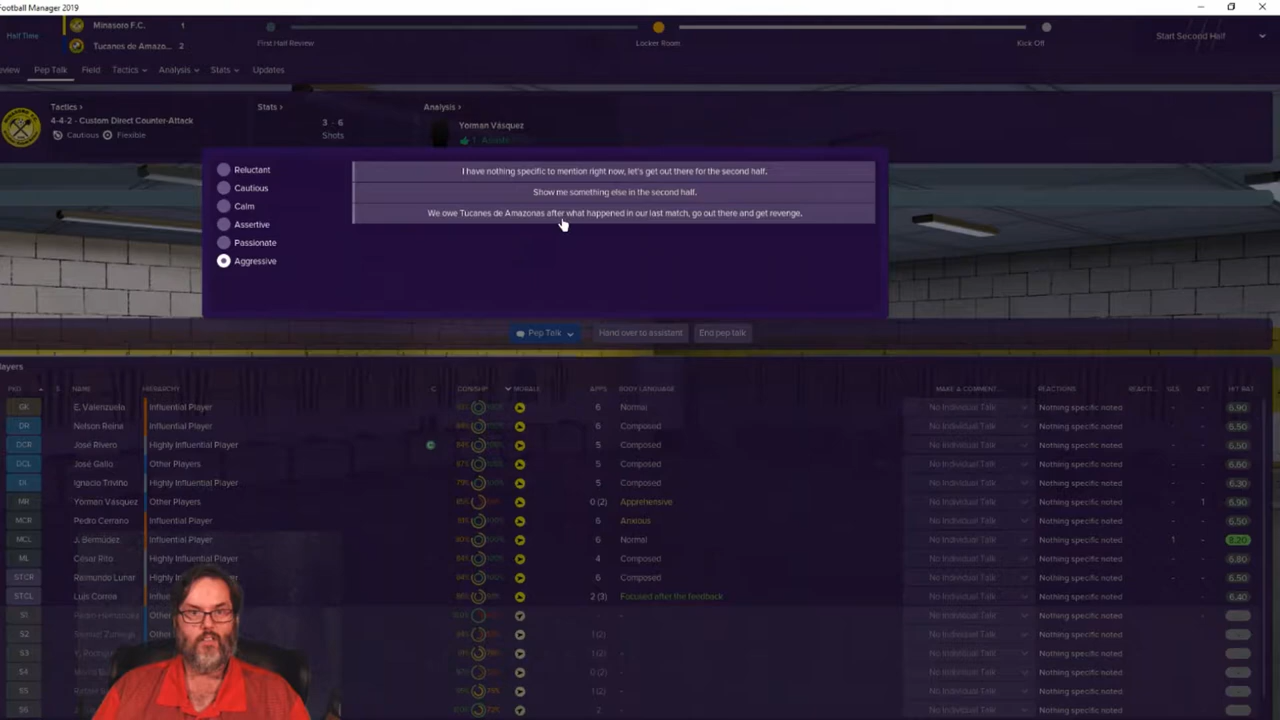 Football Manager 2019
Minasoro F.C. 1
Half Time
Tucanes de Amazo... 2
First Half Review
Locker Room
Kick Off
Start Second Half
Pep Talk Field Tactics Analysis Stats Updates
Tactics > Stats > Analysis >
4-4-2 - Custom Direct Counter-Attack
Cautious Flexible
3 - 6
Shots
Yorman Vásquez
Reluctant
Cautious
Calm
Assertive
Passionate
Aggressive
I have nothing specific to mention right now, let's get out there for the second half.
Show me something else in the second half.
We owe Tucanes de Amazonas after what happened in our last match, go out there and get revenge.
Pep Talk Hand over to assistant End pep talk
NAME HIERARCHY C MORALE APPS BODY LANGUAGE MAKE A COMMENT... REACTIONS AST
GK E. Valenzuela Influential Player 6 Normal No Individual Talk Nothing specific noted - - 6.90
DR Nelson Reina Influential Player 6 Composed No Individual Talk Nothing specific noted - - 6.50
DCR José Rivero Highly Influential Player 5 Composed No Individual Talk Nothing specific noted - - 6.50
DCL José Gallo Other Players 5 Composed No Individual Talk Nothing specific noted - - 6.60
Ignacio Triviño Highly Influential Player 5 Composed No Individual Talk Nothing specific noted - - 6.30
MR Yorman Vásquez Other Players 0 (2) Apprehensive No Individual Talk Nothing specific noted - 1 6.90
MCR Pedro Cerrano Influential Player 6 Anxious No Individual Talk Nothing specific noted - - 6.50
MCL J. Bermúdez Influential Player 6 Normal No Individual Talk Nothing specific noted 1 - 8.20
ML César Rito Highly Influential Player 4 Composed No Individual Talk Nothing specific noted - - 6.80
STCR Raimundo Lunar Highly Influential Player 6 Composed No Individual Talk Nothing specific noted - - 6.50
STCL Luis Correa 2 (3) Focused after the feedback No Individual Talk Nothing specific noted - - 6.40
S1 - No Individual Talk Nothing specific noted
S2 1 (2) - No Individual Talk Nothing specific noted
S3 1 (2) - No Individual Talk Nothing specific noted
S4 0 (2) - No Individual Talk Nothing specific noted
S5 1 (2) - No Individual Talk Nothing specific noted
S6 2 - No Individual Talk Nothing specific noted